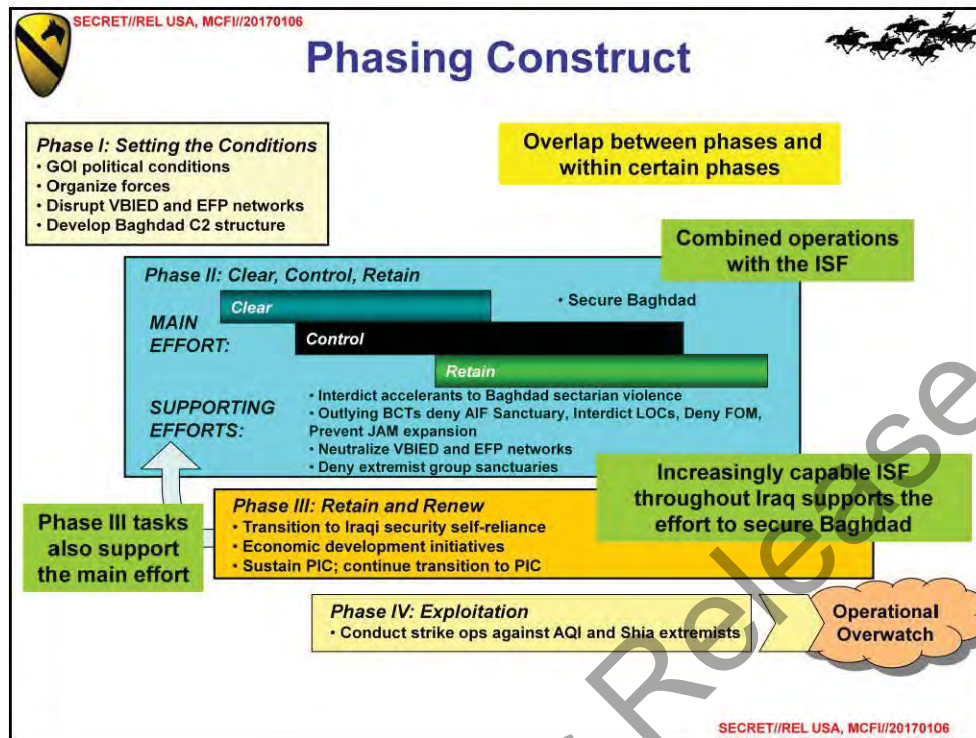 SECRET//REL USA, MCFI//20170106
Phasing Construct
Phase I: Setting the Conditions
• GOI political conditions
• Organize forces
• Disrupt VBIED and EFP networks
• Develop Baghdad C2 structure
Overlap between phases and
within certain phases
Combined operations
with the ISF
Phase II: Clear, Control, Retain
Clear
• Secure Baghdad
MAIN
EFFORT:
Control
Retain
SUPPORTING
EFFORTS:
• Interdict accelerants to Baghdad sectarian violence
• Outlying BCTs deny AIF Sanctuary, Interdict LOCs, Deny FOM,
Prevent JAM expansion
• Neutralize VBIED and EFP networks
• Deny extremist group sanctuaries
Increasingly capable ISF
throughout Iraq supports the
effort to secure Baghdad
Phase III tasks
also support
the main effort
Phase III: Retain and Renew
• Transition to Iraqi security self-reliance
• Economic development initiatives
• Sustain PIC; continue transition to PIC
Phase IV: Exploitation
• Conduct strike ops against AQI and Shia extremists
Operational
Overwatch
Release
SECRET//REL USA, MCFI//20170106